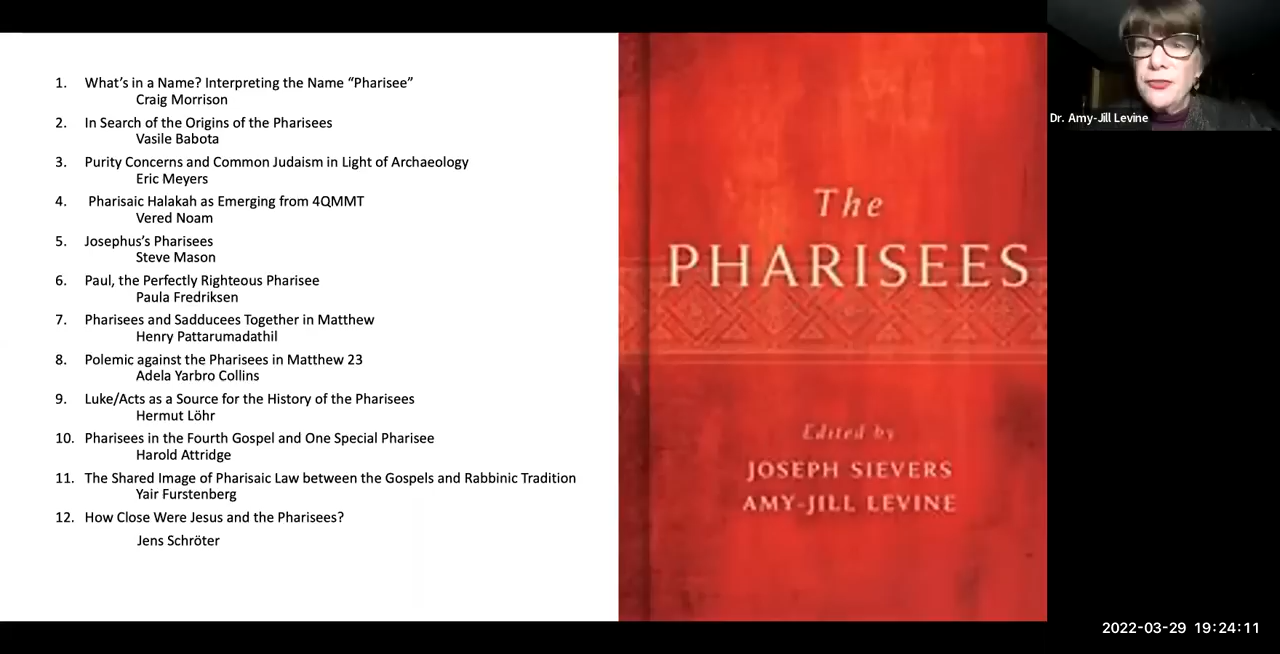 1. What's in a Name? Interpreting the Name “Pharisee”
Craig Morrison
2. In Search of the Origins of the Pharisees
Vasile Babota
3. Purity Concerns and Common Judaism in Light of Archaeology
Eric Meyers
4. Pharisaic Halakah as Emerging from 4QMMT
Vered Noam
5. Josephus's Pharisees
Steve Mason
6. Paul, the Perfectly Righteous Pharisee
Paula Fredriksen
7. Pharisees and Sadducees Together in Matthew
Henry Pattarumadathil
8. Polemic against the Pharisees in Matthew 23
Adela Yarbro Collins
9. Luke/Acts as a Source for the History of the Pharisees
Hermut Löhr
10. Pharisees in the Fourth Gospel and One Special Pharisee
Harold Attridge
11. The Shared Image of Pharisaic Law between the Gospels and Rabbinic Tradition
Yair Furstenberg
12. How Close Were Jesus and the Pharisees?
Jens Schröter
The
PHARISEES
Edited by
JOSEPH SIEVERS
AMY-JILL LEVINE
Dr. Amy-Jill Levine
2022-03-29 19:24:11